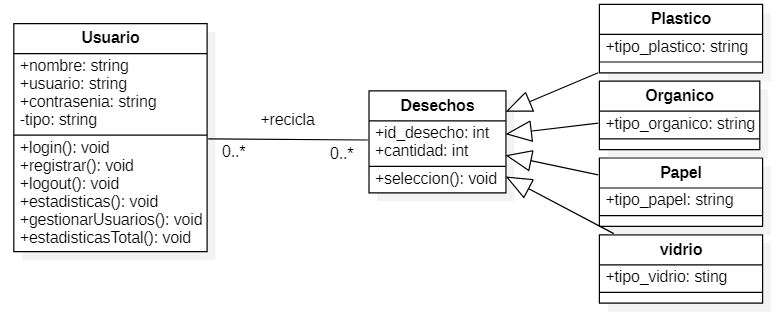 Usuario
+nombre: string
+usuario: string
+contrasenia: string
-tipo: string
+login(): void
+registrar(): void
+logout(): void
+estadisticas(): void
+gestionarUsuarios(): void
+estadisticasTotal(): void
+recicla
0..*
0..*
Desechos
+id_desecho: int
+cantidad: int
+seleccion(): void
Plastico
+tipo_plastico: string
Organico
+tipo_organico: string
Papel
+tipo_papel: string
vidrio
+tipo_vidrio: sting